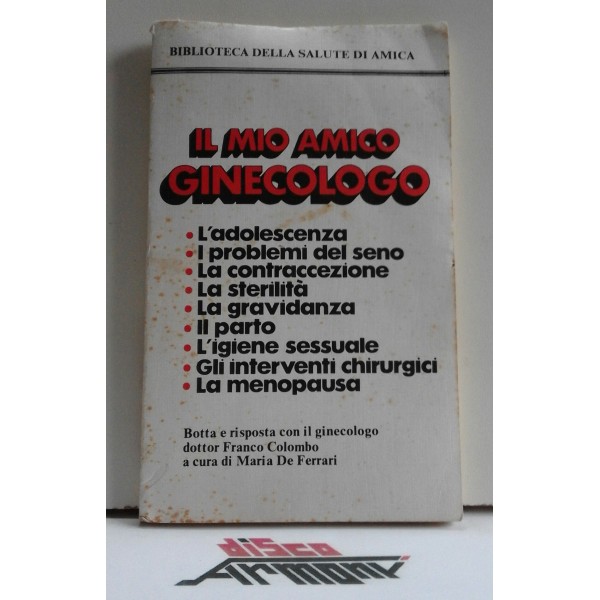 BIBLIOTECA DELLA SALUTE DI AMICA
IL MIO AMICO
GINECOLOGO
• L'adolescenza
• I problemi del seno
• La contraccezione
• La sterilità
• La gravidanza
• Il parto
• L'igiene sessuale
• Gli interventi chirurgici
• La menopausa
Botta e risposta con il ginecologo
dottor Franco Colombo
a cura di Maria De Ferrari
disco
Armony